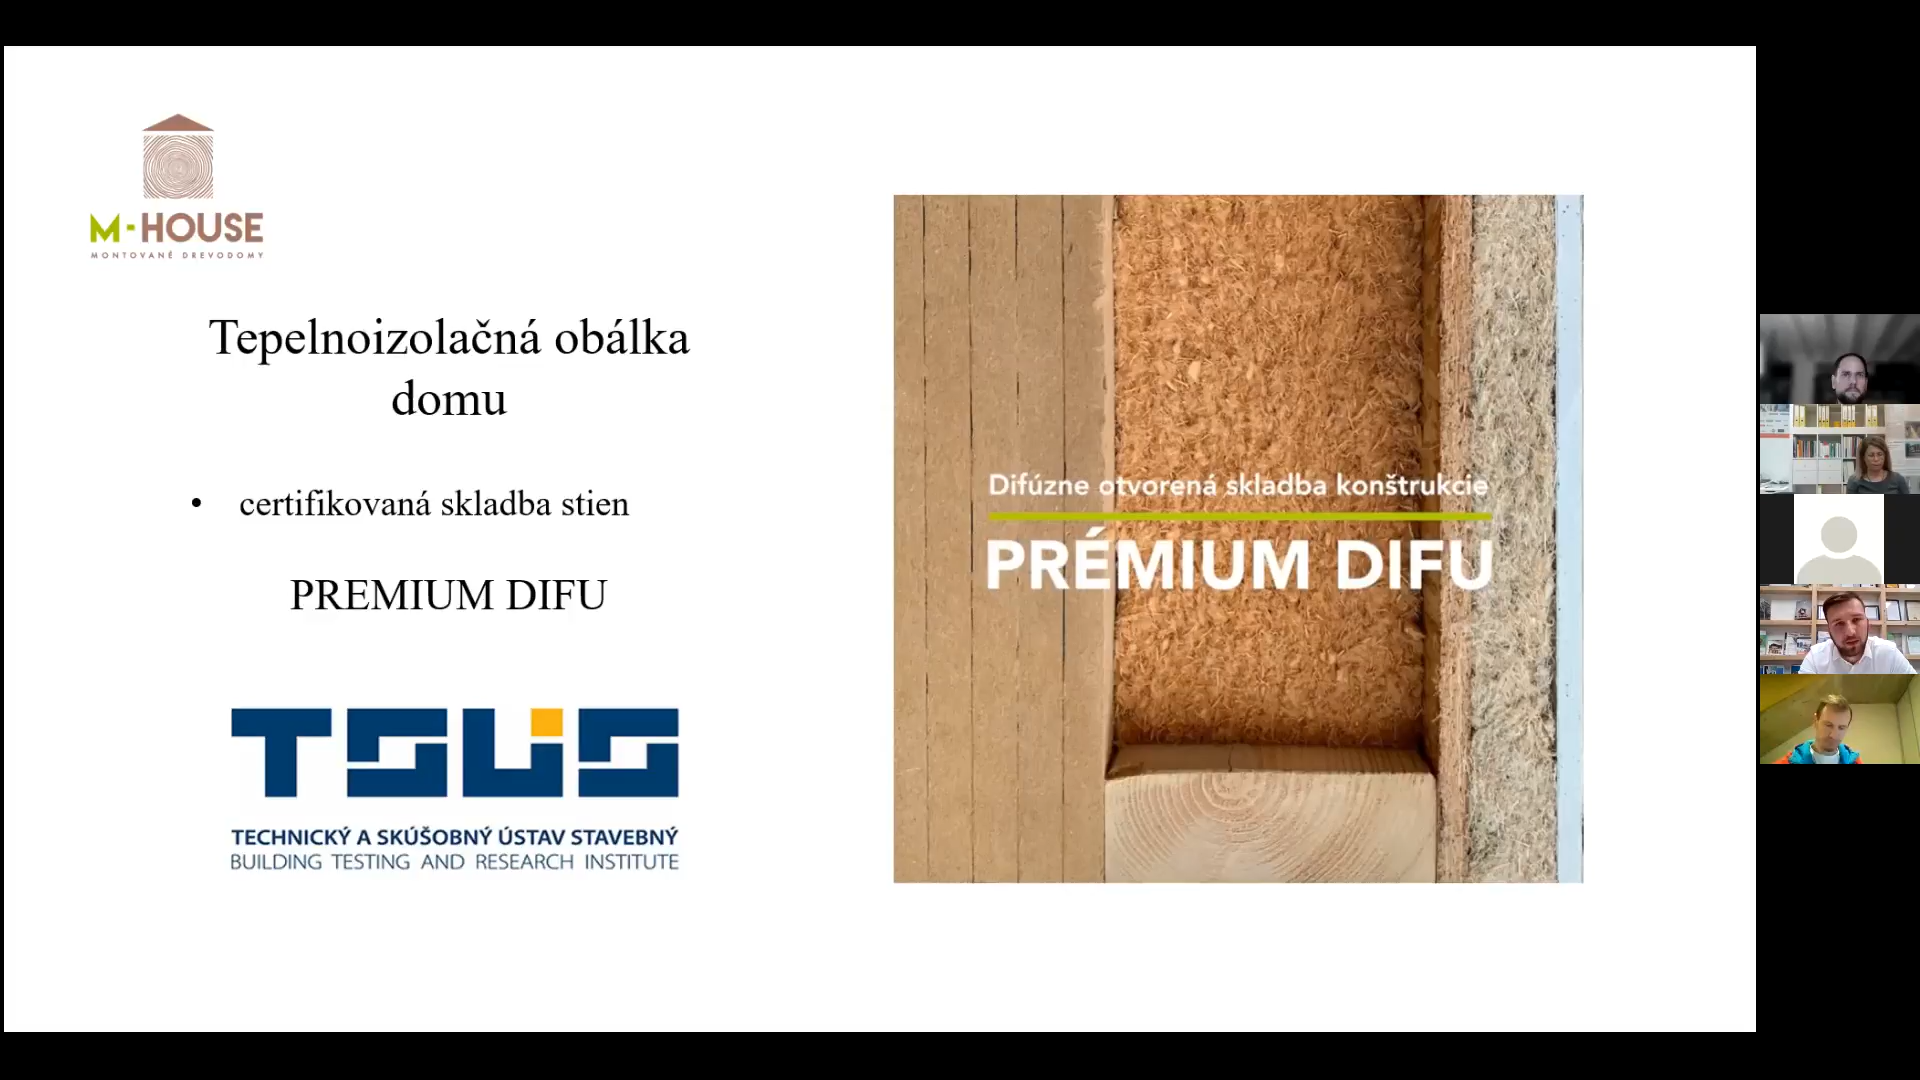 M-HOUSE
MONTOVANÉ DREVODOMY
Tepelnoizolačná obálka
domu
• certifikovaná skladba stien
PREMIUM DIFU
TSUS
TECHNICKÝ A SKÚŠOBNÝ ÚSTAV STAVEBNÝ
BUILDING TESTING AND RESEARCH INSTITUTE
Difúzne otvorená skladba konštrukcie
PRÉMIUM DIFU